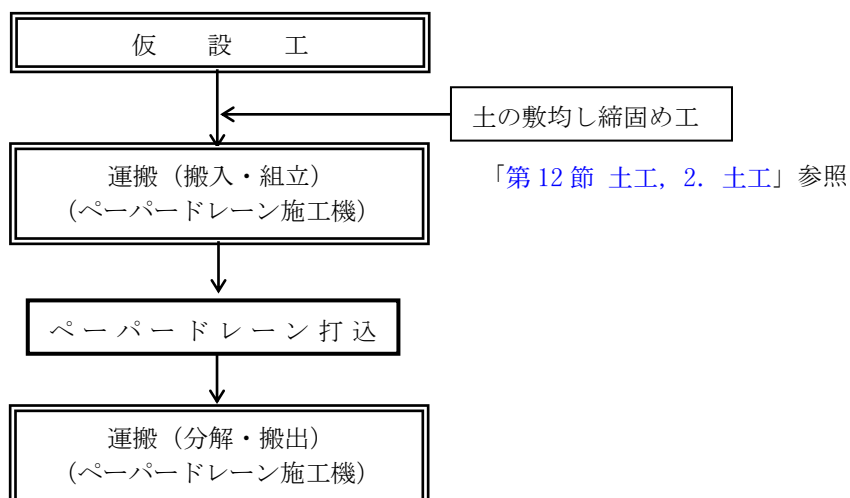 仮　設　工
土の敷均し締固め工
運搬（搬入・組立）
（ペーパードレーン施工機）
「第12節 土工，2．土工」参照
ペーパードレーン打込
運搬（分解・搬出）
（ペーパードレーン施工機）